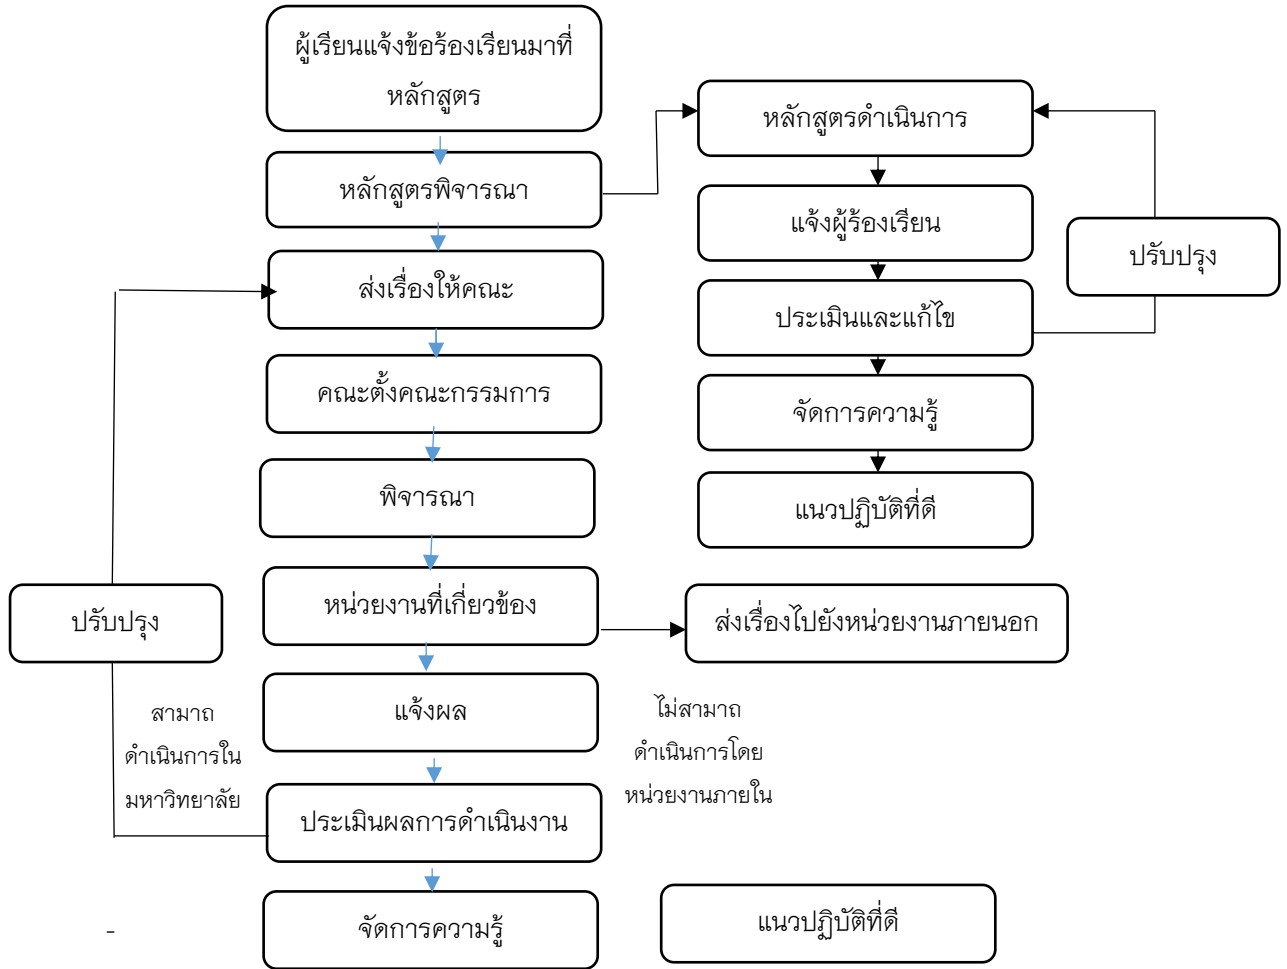 ผู้เรียนแจ้งข้อร้องเรียนมาที่
หลักสูตร
หลักสูตรพิจารณา
ส่งเรื่องให้คณะ
คณะตั้งคณะกรรมการ
พิจารณา
หน่วยงานที่เกี่ยวข้อง
แจ้งผล
ประเมินผลการดำเนินงาน
จัดการความรู้
ปรับปรุง
สามาถ
ดำเนินการใน
มหาวิทยาลัย
-
หลักสูตรดำเนินการ
แจ้งผู้ร้องเรียน
ประเมินและแก้ไข
จัดการความรู้
แนวปฏิบัติที่ดี
ปรับปรุง
ส่งเรื่องไปยังหน่วยงานภายนอก
ไม่สามาถ
ดำเนินการโดย
หน่วยงานภายใน
แนวปฏิบัติที่ดี